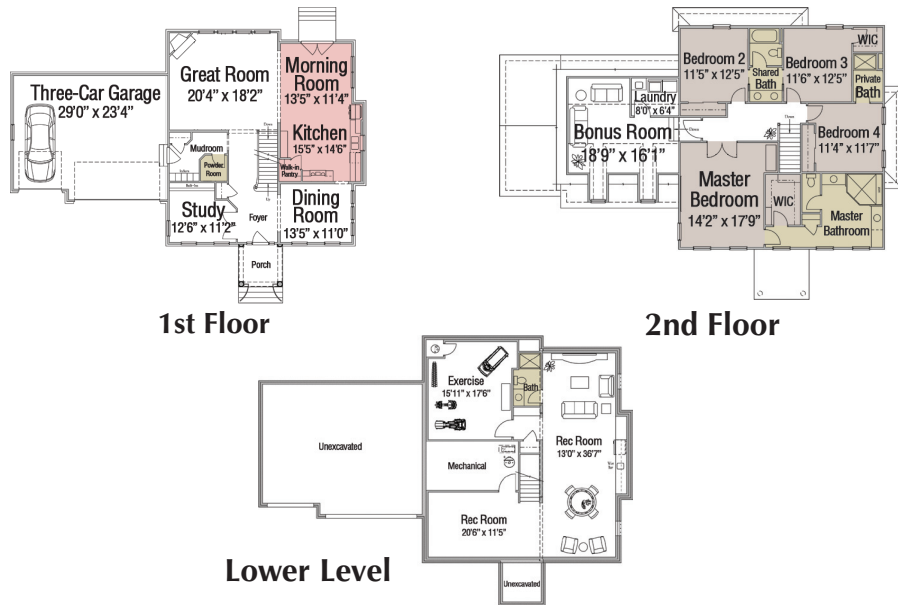 Great Room
20'4" x 18'2"
Morning
Room
13'5" x 11'4"
Three-Car Garage
29'0" x 23'4"
Kitchen
15'5" x 14'6"
Down
Mudroom
Powder
Room
Walk-in
Pantry
Study
12'6" x 11'2"
Foyer
Dining
Room
13'5" x 11'0"
Porch
1st Floor
Bedroom 2
11'5" x 12'5"
Shared
Bath
Bedroom 3
11'6" x 12'5"
WIC
Private
Bath
Laundry
8'0" x 6'4"
Bonus Room
18'9" x 16'1"
Down
Down
Bedroom 4
11'4" x 11'7"
Master
Bedroom
14'2" x 17'9"
WIC
Master
Bathroom
2nd Floor
Exercise
15'11" x 17'6"
Bath
Unexcavated
Mechanical
Rec Room
13'0" x 36'7"
Rec Room
20'6" x 11'5"
Lower Level
Unexcavated